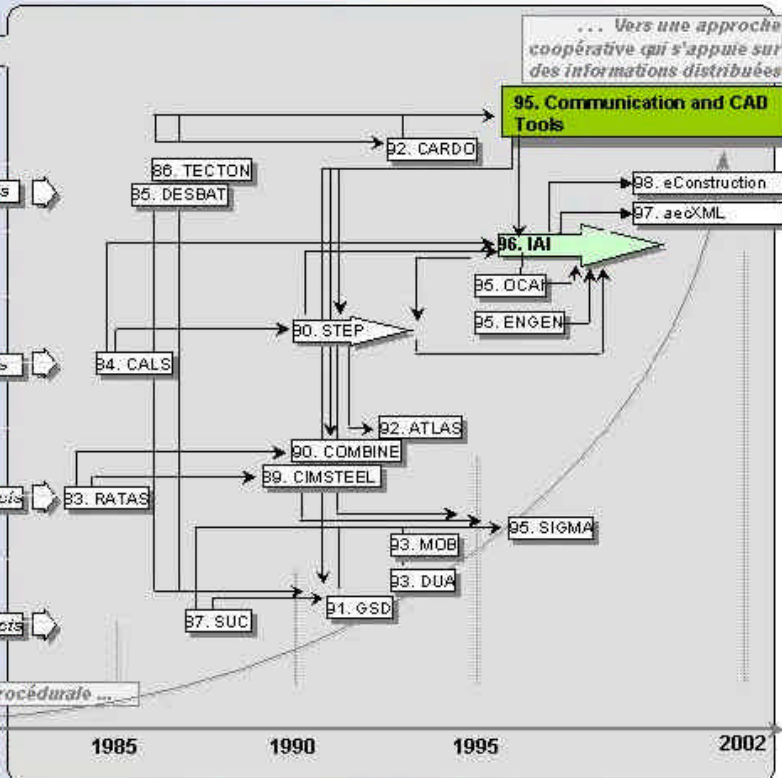 ... Vers une approche
coopérative qui s'appuie sur
des informations distribuées
95. Communication and CAD
Tools
92. CARDO
86. TECTON
85. DESBAT
98. eConstruction
97. aecXML
96. IAI
95. OCAI
95. ENGEN
90. STEP
84. CALS
92. ATLAS
90. COMBINE
89. CIMSTEEL
83. RATAS
95. SIGMA
93. MOB
93. DUA
91. GSD
87. SUC
rocédurale ...
1985 1990 1995 2002